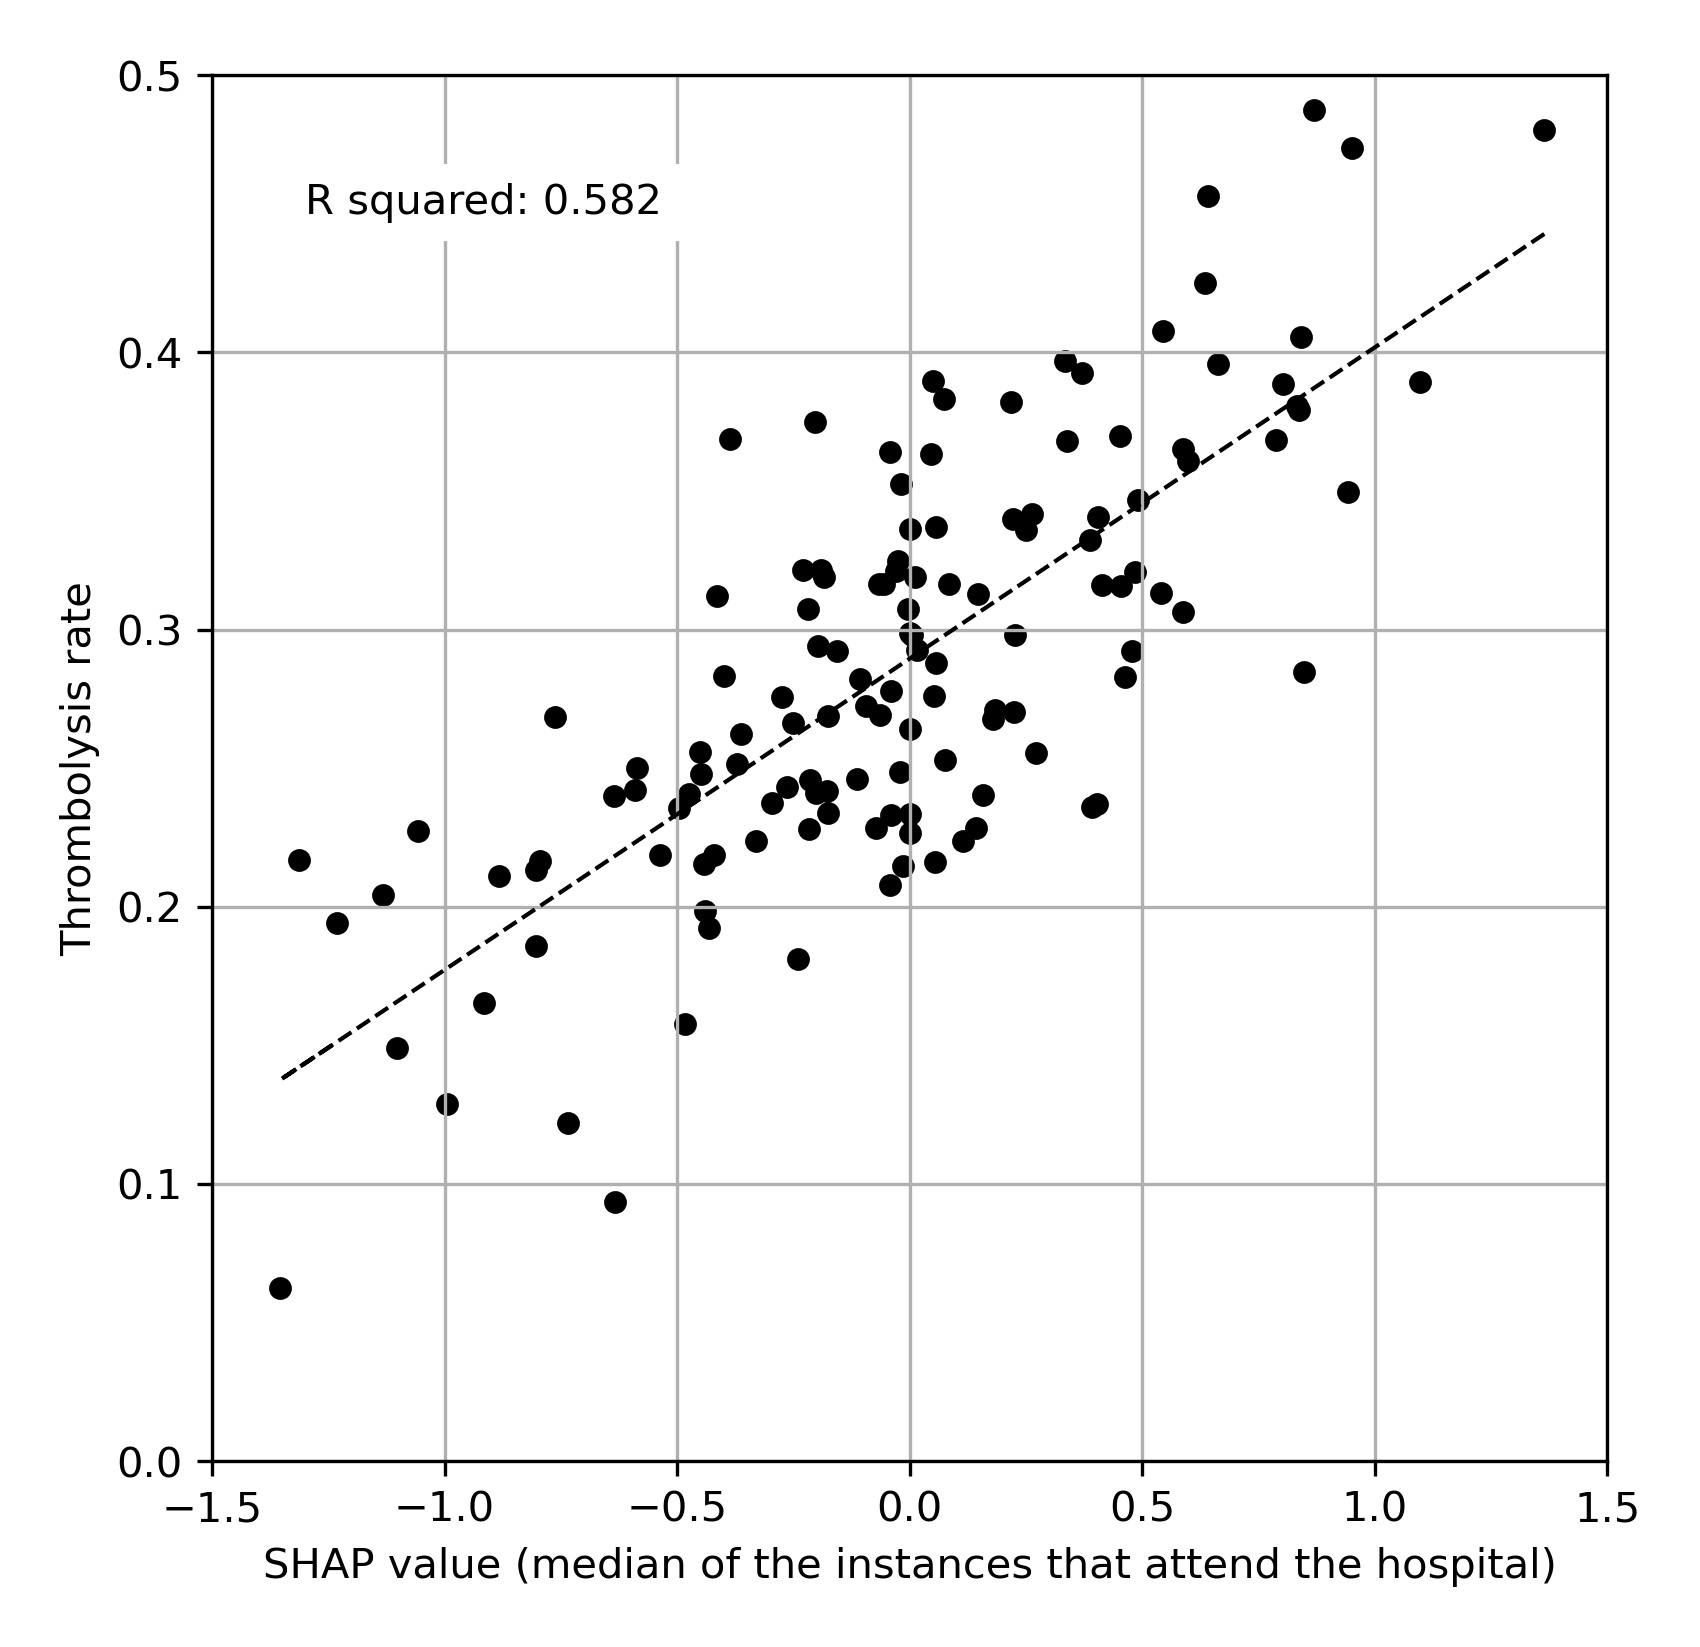 R squared: 0.582
Thrombolysis rate
0.5
0.4
0.3
0.2
0.1
0.0
−1.5 −1.0 −0.5 0.0 0.5 1.0 1.5
SHAP value (median of the instances that attend the hospital)